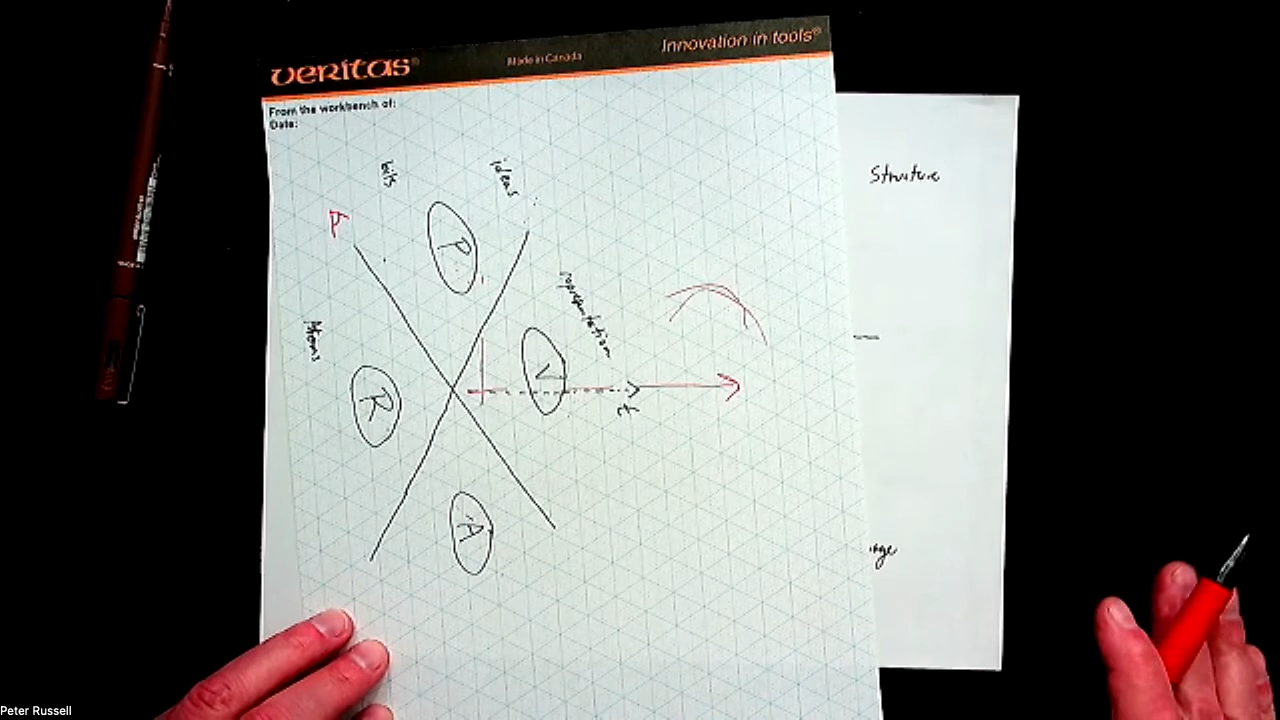 veritas®
Made in Canada
Innovation in tools®
From the workbench of:
Date:
bits
ideas
P
Structure
representation
V
Atoms
R
A
Peter Russell